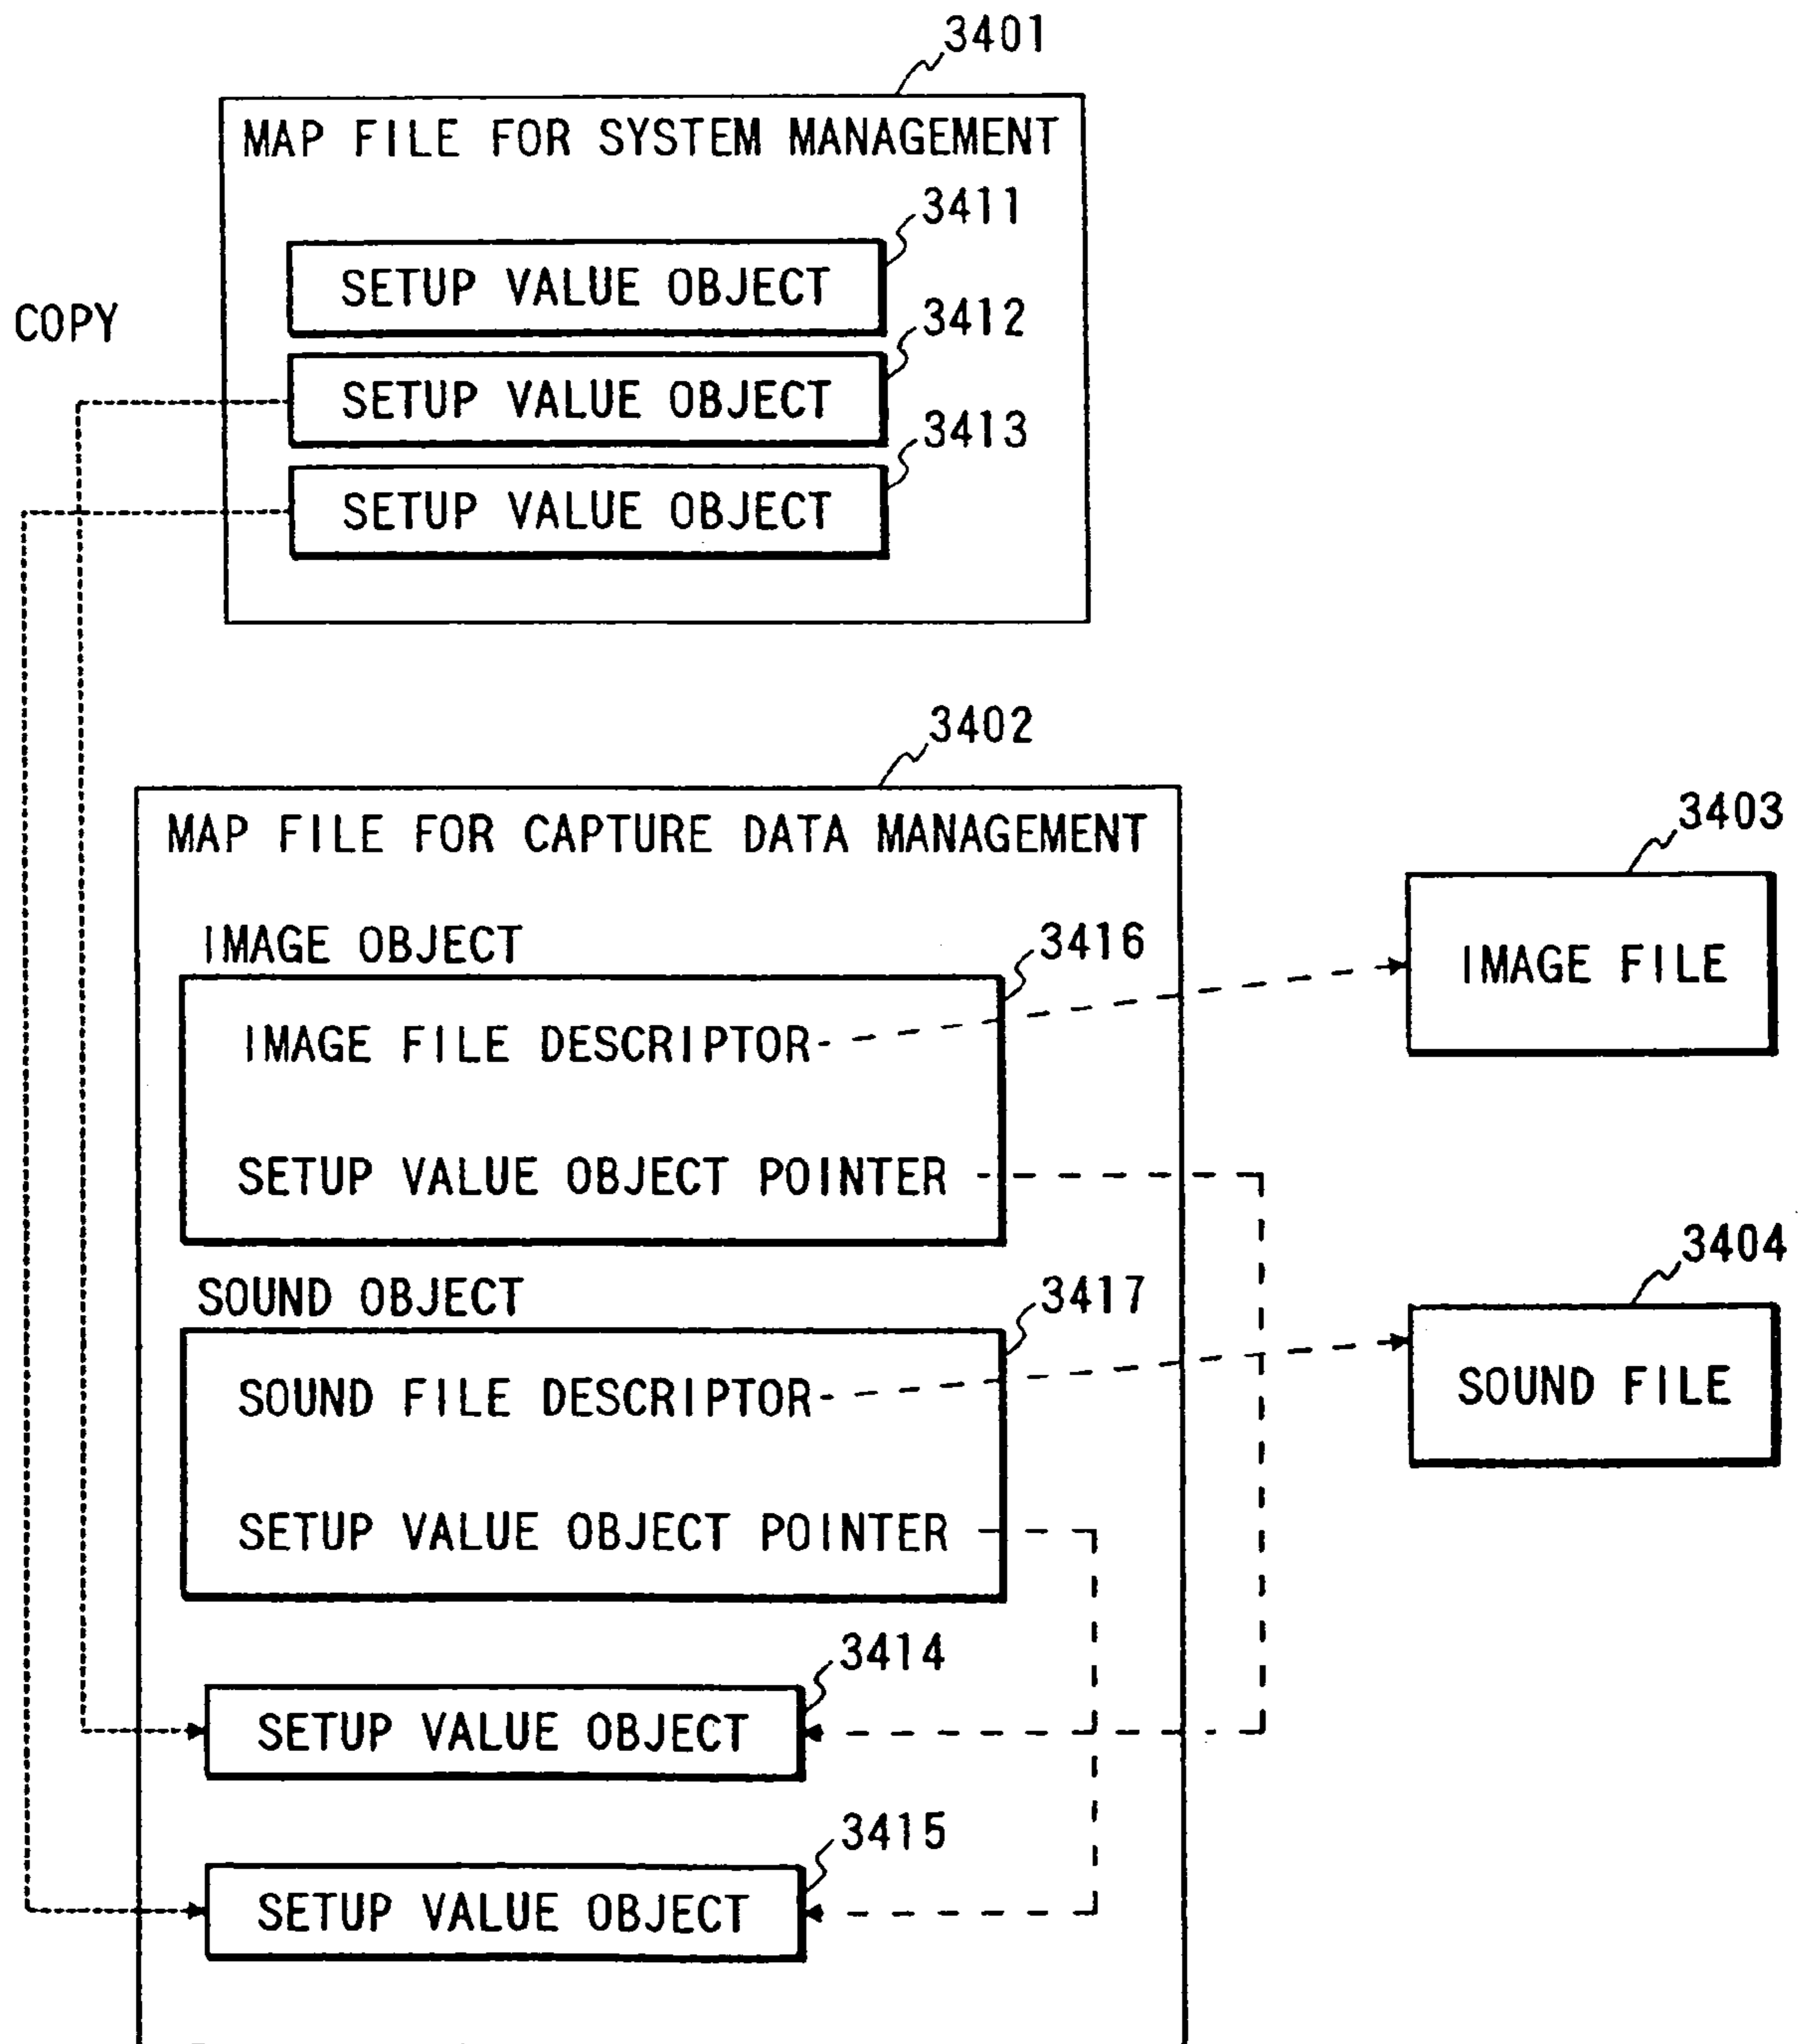 3401
MAP FILE FOR SYSTEM MANAGEMENT
3411
SETUP VALUE OBJECT
COPY
3412
SETUP VALUE OBJECT
3413
SETUP VALUE OBJECT
3402
MAP FILE FOR CAPTURE DATA MANAGEMENT
3403
IMAGE FILE
IMAGE OBJECT
3416
IMAGE FILE DESCRIPTOR
SETUP VALUE OBJECT POINTER
3404
SOUND FILE
SOUND OBJECT
3417
SOUND FILE DESCRIPTOR
SETUP VALUE OBJECT POINTER
3414
SETUP VALUE OBJECT
3415
SETUP VALUE OBJECT